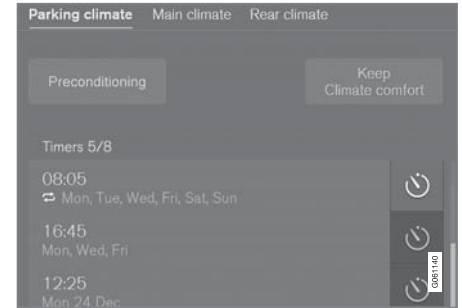 Parking climate Main climate Rear climate
Preconditioning
Keep
Climate comfort
Timers 5/8
08:05
Mon, Tue, Wed, Fri, Sat, Sun
16:45
Mon, Wed, Fri
12:25
Mon 24 Dec
G061140